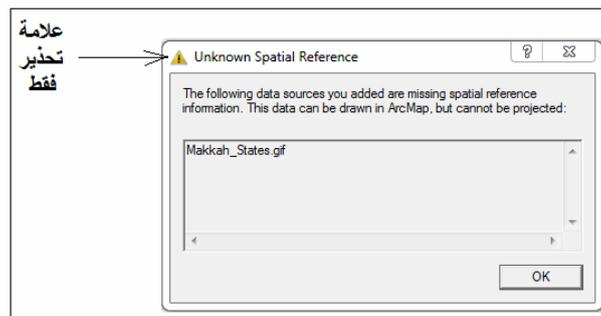 علامة
تحذير
فقط
Unknown Spatial Reference
The following data sources you added are missing spatial reference
information. This data can be drawn in ArcMap, but cannot be projected:
Makkah_States.gif
OK